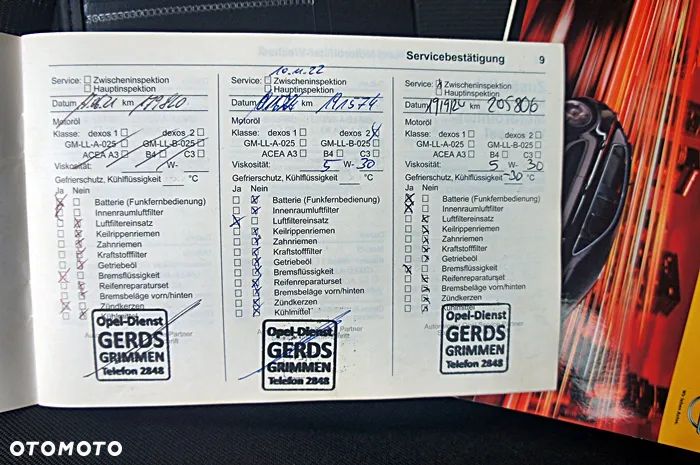 Servicebestätigung 9
Service: Zwischeninspektion
Hauptinspektion
Datum km
Motoröl
Klasse: dexos 1 dexos 2
GM-LL-A-025 GM-LL-B-025
ACEA A3 B4 C3
Viskosität: W-
Gefrierschutz, Kühlflüssigkeit °C
Ja Nein
Batterie (Funkfernbedienung)
Innenraumluftfilter
Luftfiltereinsatz
Keilrippenriemen
Zahnriemen
Kraftstofffilter
Getriebeöl
Bremsflüssigkeit
Reifenreparaturset
Bremsbeläge vorn/hinten
Zündkerzen
Kühlmittel
Opel-Dienst
GERDS
GRIMMEN
Telefon 2848
10.11.22
Service: Zwischeninspektion
Hauptinspektion
Datum km 191574
Motoröl
Klasse: dexos 1 dexos 2
GM-LL-A-025 GM-LL-B-025
ACEA A3 B4 C3
Viskosität: 5 W- 30
Gefrierschutz, Kühlflüssigkeit °C
Ja Nein
Batterie (Funkfernbedienung)
Innenraumluftfilter
Luftfiltereinsatz
Keilrippenriemen
Zahnriemen
Kraftstofffilter
Getriebeöl
Bremsflüssigkeit
Reifenreparaturset
Bremsbeläge vorn/hinten
Zündkerzen
Kühlmittel
Opel-Dienst
GERDS
GRIMMEN
Telefon 2848
Service: Zwischeninspektion
Hauptinspektion
Datum km 205806
Motoröl
Klasse: dexos 1 dexos 2
GM-LL-A-025 GM-LL-B-025
ACEA A3 B4 C3
Viskosität: 5 W- 30
Gefrierschutz, Kühlflüssigkeit -30 °C
Ja Nein
Batterie (Funkfernbedienung)
Innenraumluftfilter
Luftfiltereinsatz
Keilrippenriemen
Zahnriemen
Kraftstofffilter
Getriebeöl
Bremsflüssigkeit
Reifenreparaturset
Bremsbeläge vorn/hinten
Zündkerzen
Kühlmittel
Opel-Dienst
GERDS
GRIMMEN
Telefon 2848
Wir leben Autos.
OTOMOTO